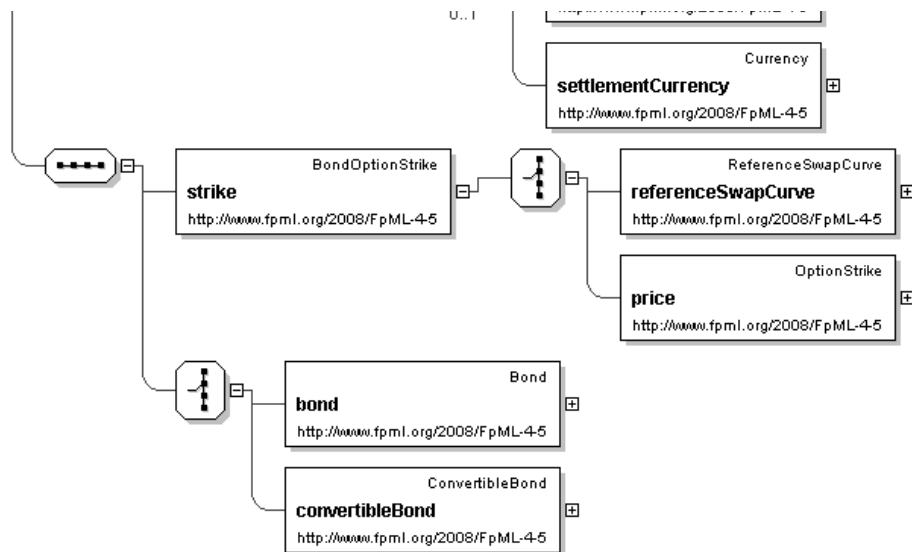 0..1
Currency
settlementCurrency
http://www.fpml.org/2008/FpML-4-5
BondOptionStrike
strike
http://www.fpml.org/2008/FpML-4-5
ReferenceSwapCurve
referenceSwapCurve
http://www.fpml.org/2008/FpML-4-5
OptionStrike
price
http://www.fpml.org/2008/FpML-4-5
Bond
bond
http://www.fpml.org/2008/FpML-4-5
ConvertibleBond
convertibleBond
http://www.fpml.org/2008/FpML-4-5